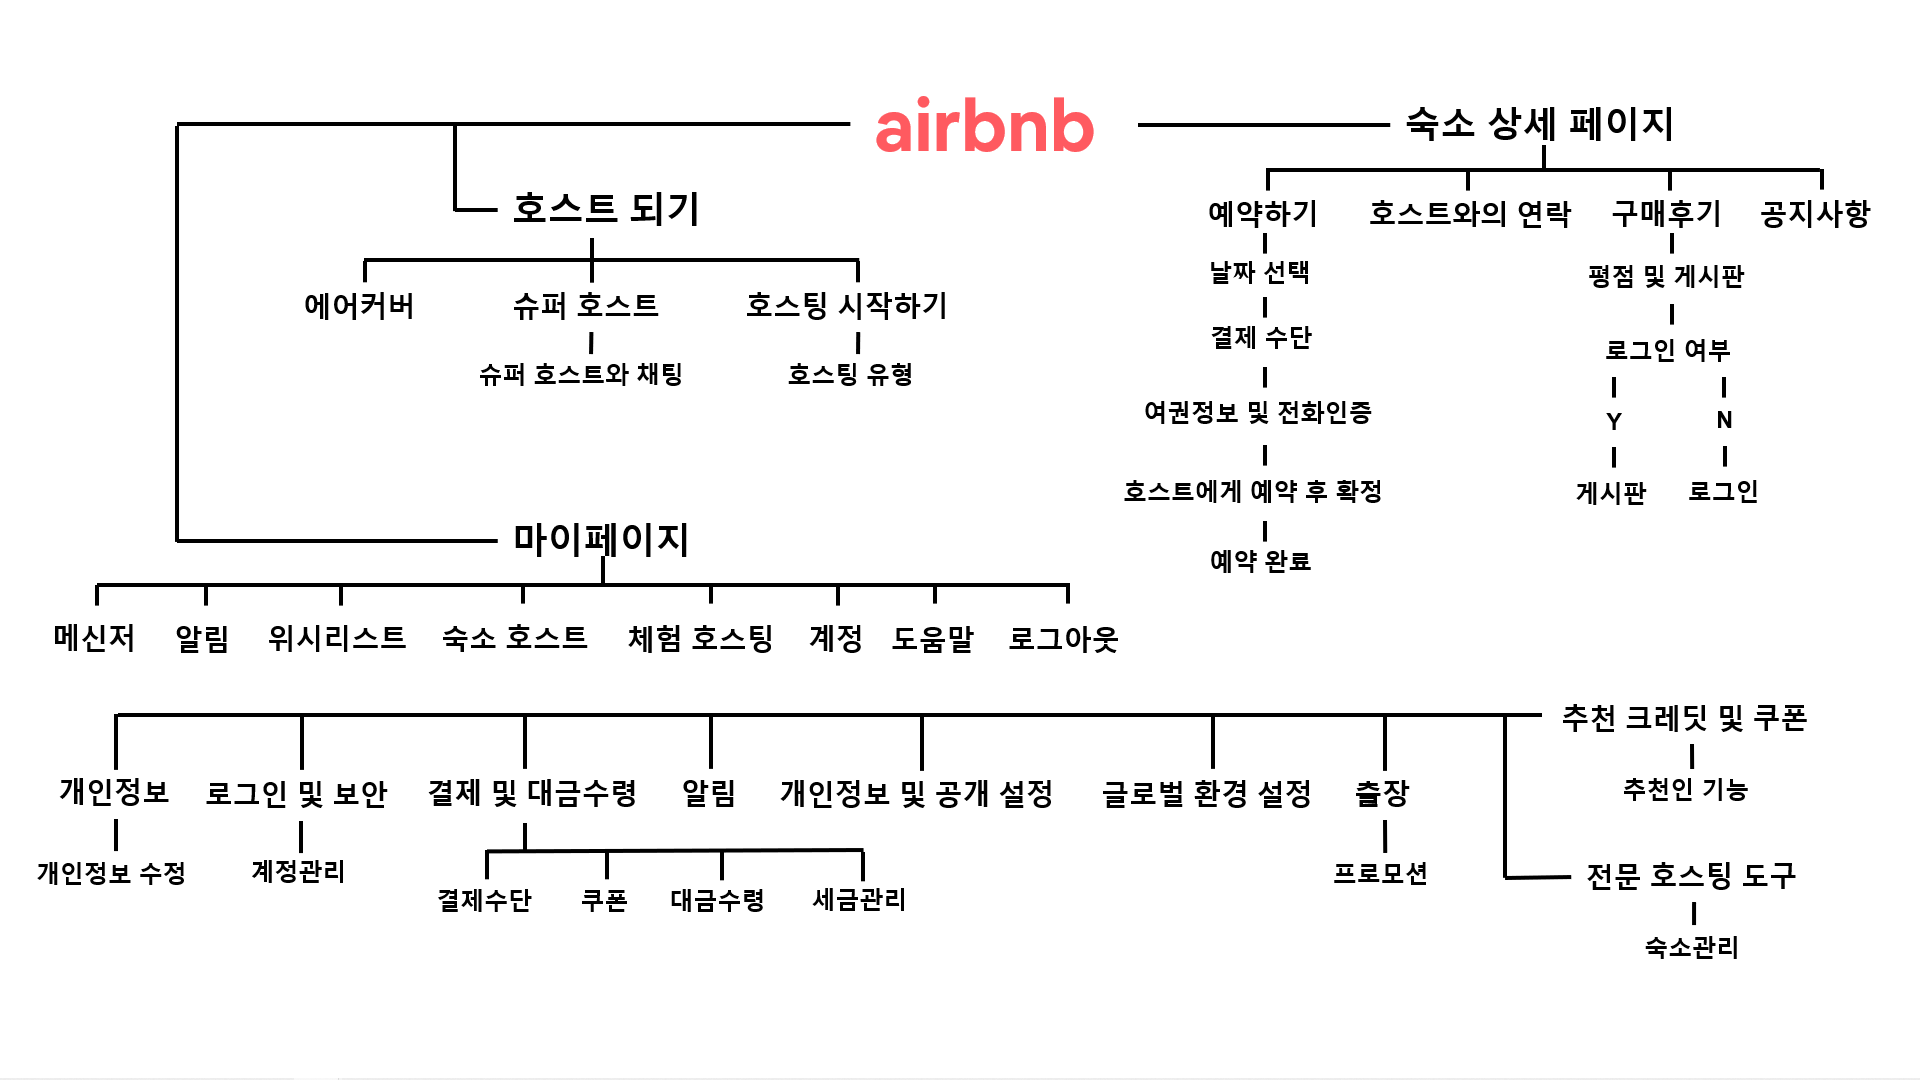 airbnb
숙소 상세 페이지
호스트 되기
예약하기
호스트와의 연락
구매후기
공지사항
날짜 선택
평점 및 게시판
에어커버
슈퍼 호스트
호스팅 시작하기
결제 수단
로그인 여부
슈퍼 호스트와 채팅
호스팅 유형
여권정보 및 전화인증
Y
N
호스트에게 예약 후 확정
게시판
로그인
마이페이지
예약 완료
메신저
알림
위시리스트
숙소 호스트
체험 호스팅
계정
도움말
로그아웃
추천 크레딧 및 쿠폰
추천인 기능
개인정보
로그인 및 보안
결제 및 대금수령
알림
개인정보 및 공개 설정
글로벌 환경 설정
출장
개인정보 수정
계정관리
프로모션
전문 호스팅 도구
결제수단
쿠폰
대금수령
세금관리
숙소관리